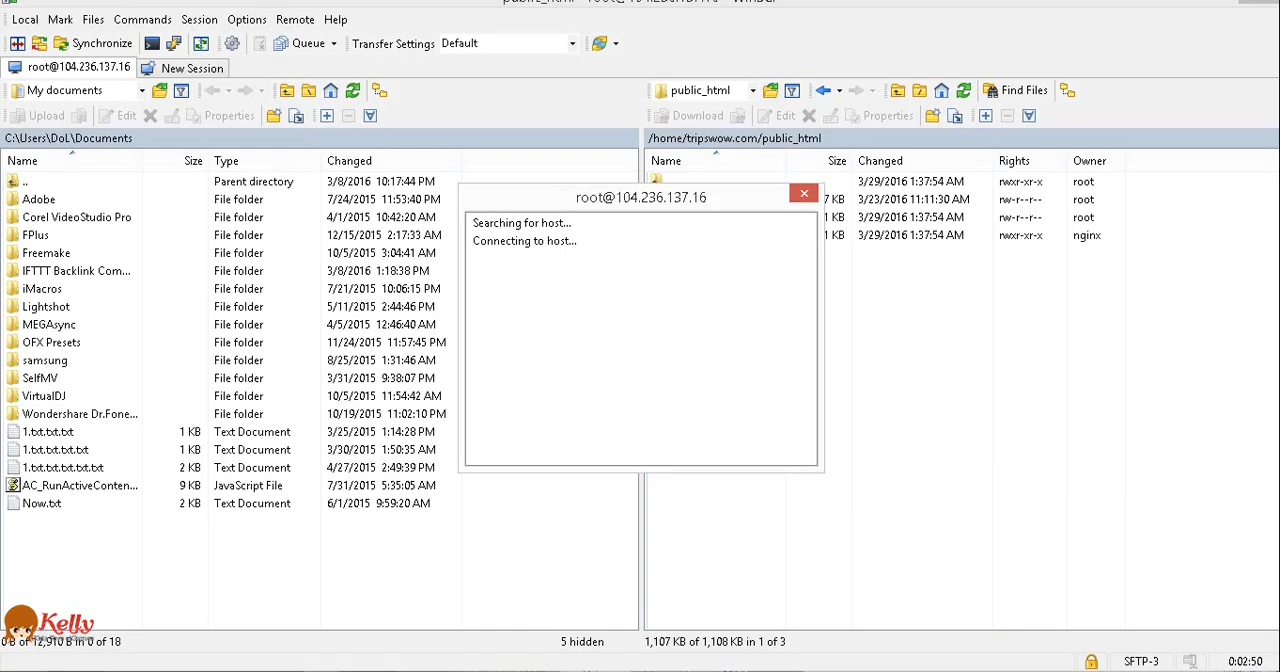 Local Mark Files Commands Session Options Remote Help
Synchronize Queue Transfer Settings Default
root@104.236.137.16 New Session
My documents public_html Find Files
Upload Edit Properties Download Edit Properties
C:\Users\DoL\Documents /home/tripswow.com/public_html
Name Size Type Changed Name Size Changed Rights Owner
.. Parent directory 3/8/2016 10:17:44 PM 3/29/2016 1:37:54 AM rwxr-xr-x root
Adobe File folder 7/24/2015 11:53:40 PM 7 KB 3/23/2016 11:11:30 AM rw-r--r-- root
Corel VideoStudio Pro File folder 4/1/2015 10:42:20 AM 1 KB 3/29/2016 1:37:54 AM rw-r--r-- root
FPlus File folder 12/15/2015 2:17:33 AM 1 KB 3/29/2016 1:37:54 AM rwxr-xr-x nginx
Freemake File folder 10/5/2015 3:04:41 AM
IFTTT Backlink Com... File folder 3/8/2016 1:18:38 PM
iMacros File folder 7/21/2015 10:06:15 PM
Lightshot File folder 5/11/2015 2:44:46 PM
MEGAsync File folder 4/5/2015 12:46:40 AM
OFX Presets File folder 11/24/2015 11:57:45 PM
samsung File folder 8/25/2015 1:31:46 AM
SelfMV File folder 3/31/2015 9:38:07 PM
VirtualDJ File folder 10/5/2015 11:54:42 AM
Wondershare Dr.Fone... File folder 10/19/2015 11:02:10 PM
1.txt.txt.txt 1 KB Text Document 3/25/2015 1:14:28 PM
1.txt.txt.txt.txt 1 KB Text Document 3/30/2015 1:50:35 AM
1.txt.txt.txt.txt.txt 2 KB Text Document 4/27/2015 2:49:39 PM
AC_RunActiveConten... 9 KB JavaScript File 7/31/2015 5:35:05 AM
Now.txt 2 KB Text Document 6/1/2015 9:59:20 AM
root@104.236.137.16
Searching for host...
Connecting to host...
Kelly
0 B of 12,910 B in 0 of 18 5 hidden 1,107 KB of 1,108 KB in 1 of 3
SFTP-3 0:02:50